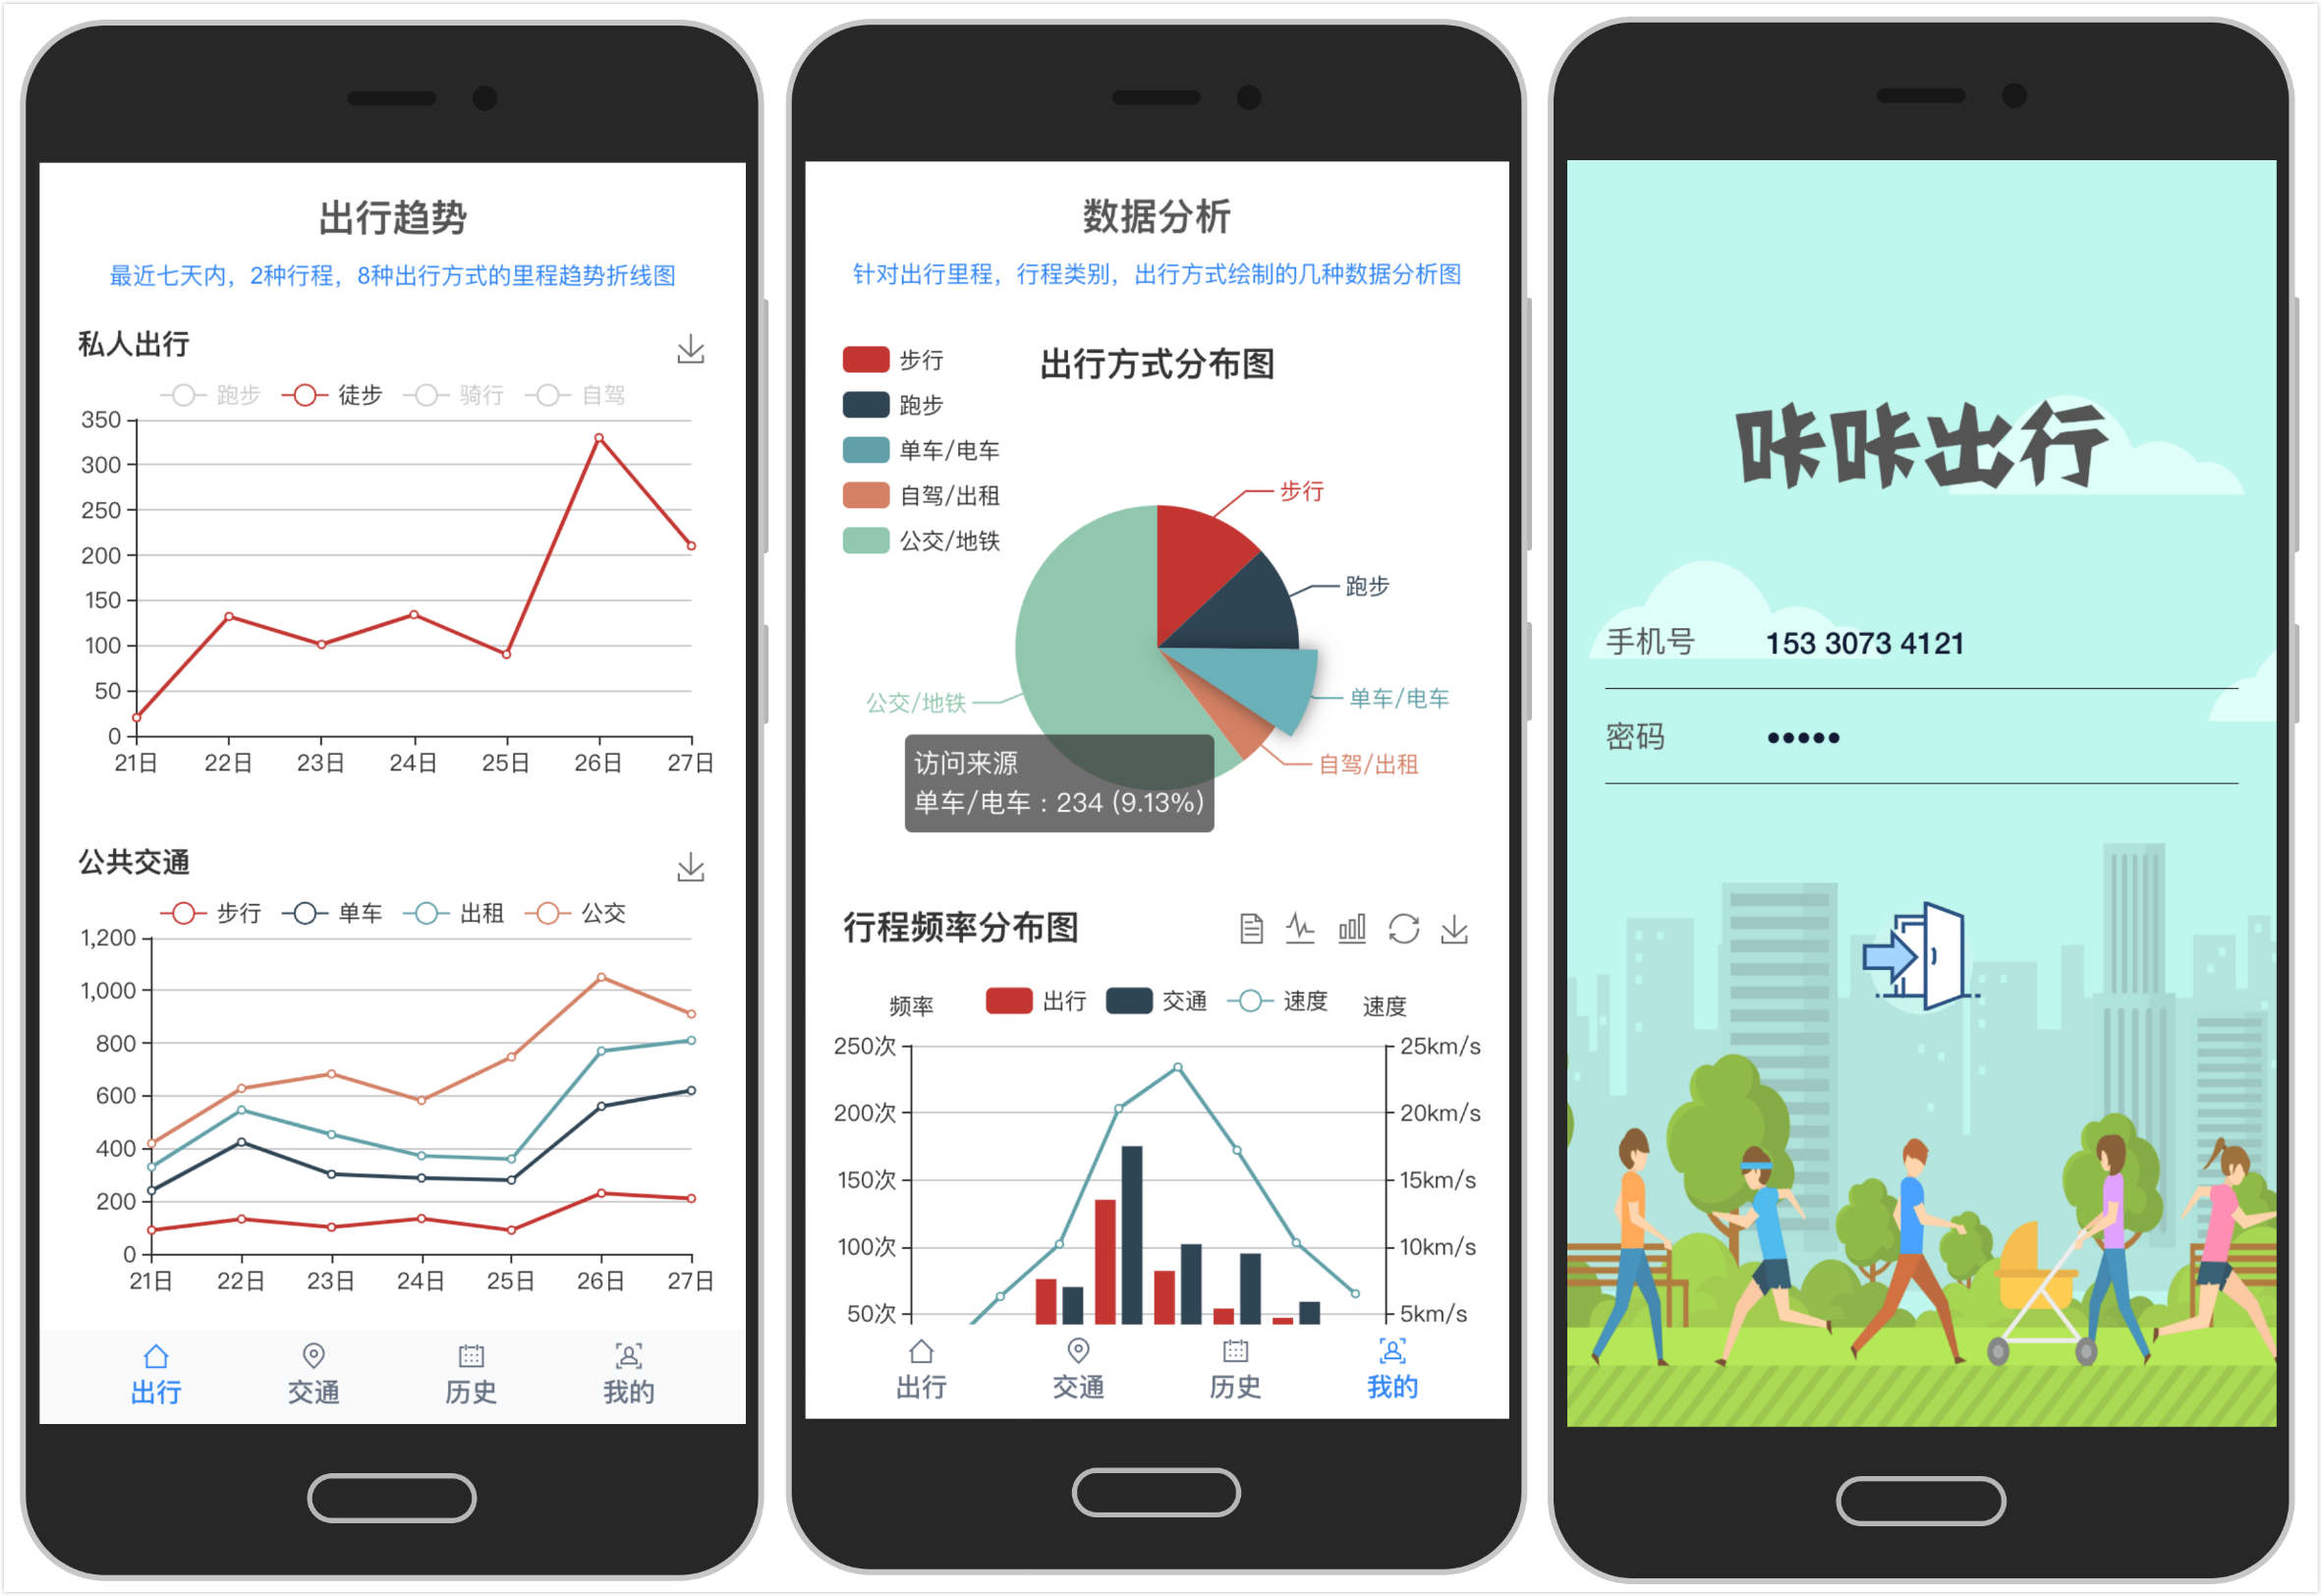 出行趋势
最近七天内，2种行程，8种出行方式的里程趋势折线图
私人出行
跑步 徒步 骑行 自驾
350
300
250
200
150
100
50
0
21日 22日 23日 24日 25日 26日 27日
公共交通
步行 单车 出租 公交
1,200
1,000
800
600
400
200
0
21日 22日 23日 24日 25日 26日 27日
出行 交通 历史 我的
数据分析
针对出行里程，行程类别，出行方式绘制的几种数据分析图
出行方式分布图
步行
跑步
单车/电车
自驾/出租
公交/地铁
步行
跑步
单车/电车
公交/地铁
自驾/出租
访问来源
单车/电车 : 234 (9.13%)
行程频率分布图
频率 出行 交通 速度 速度
250次 25km/s
200次 20km/s
150次 15km/s
100次 10km/s
50次 5km/s
出行 交通 历史 我的
咔咔出行
手机号 153 3073 4121
密码 •••••